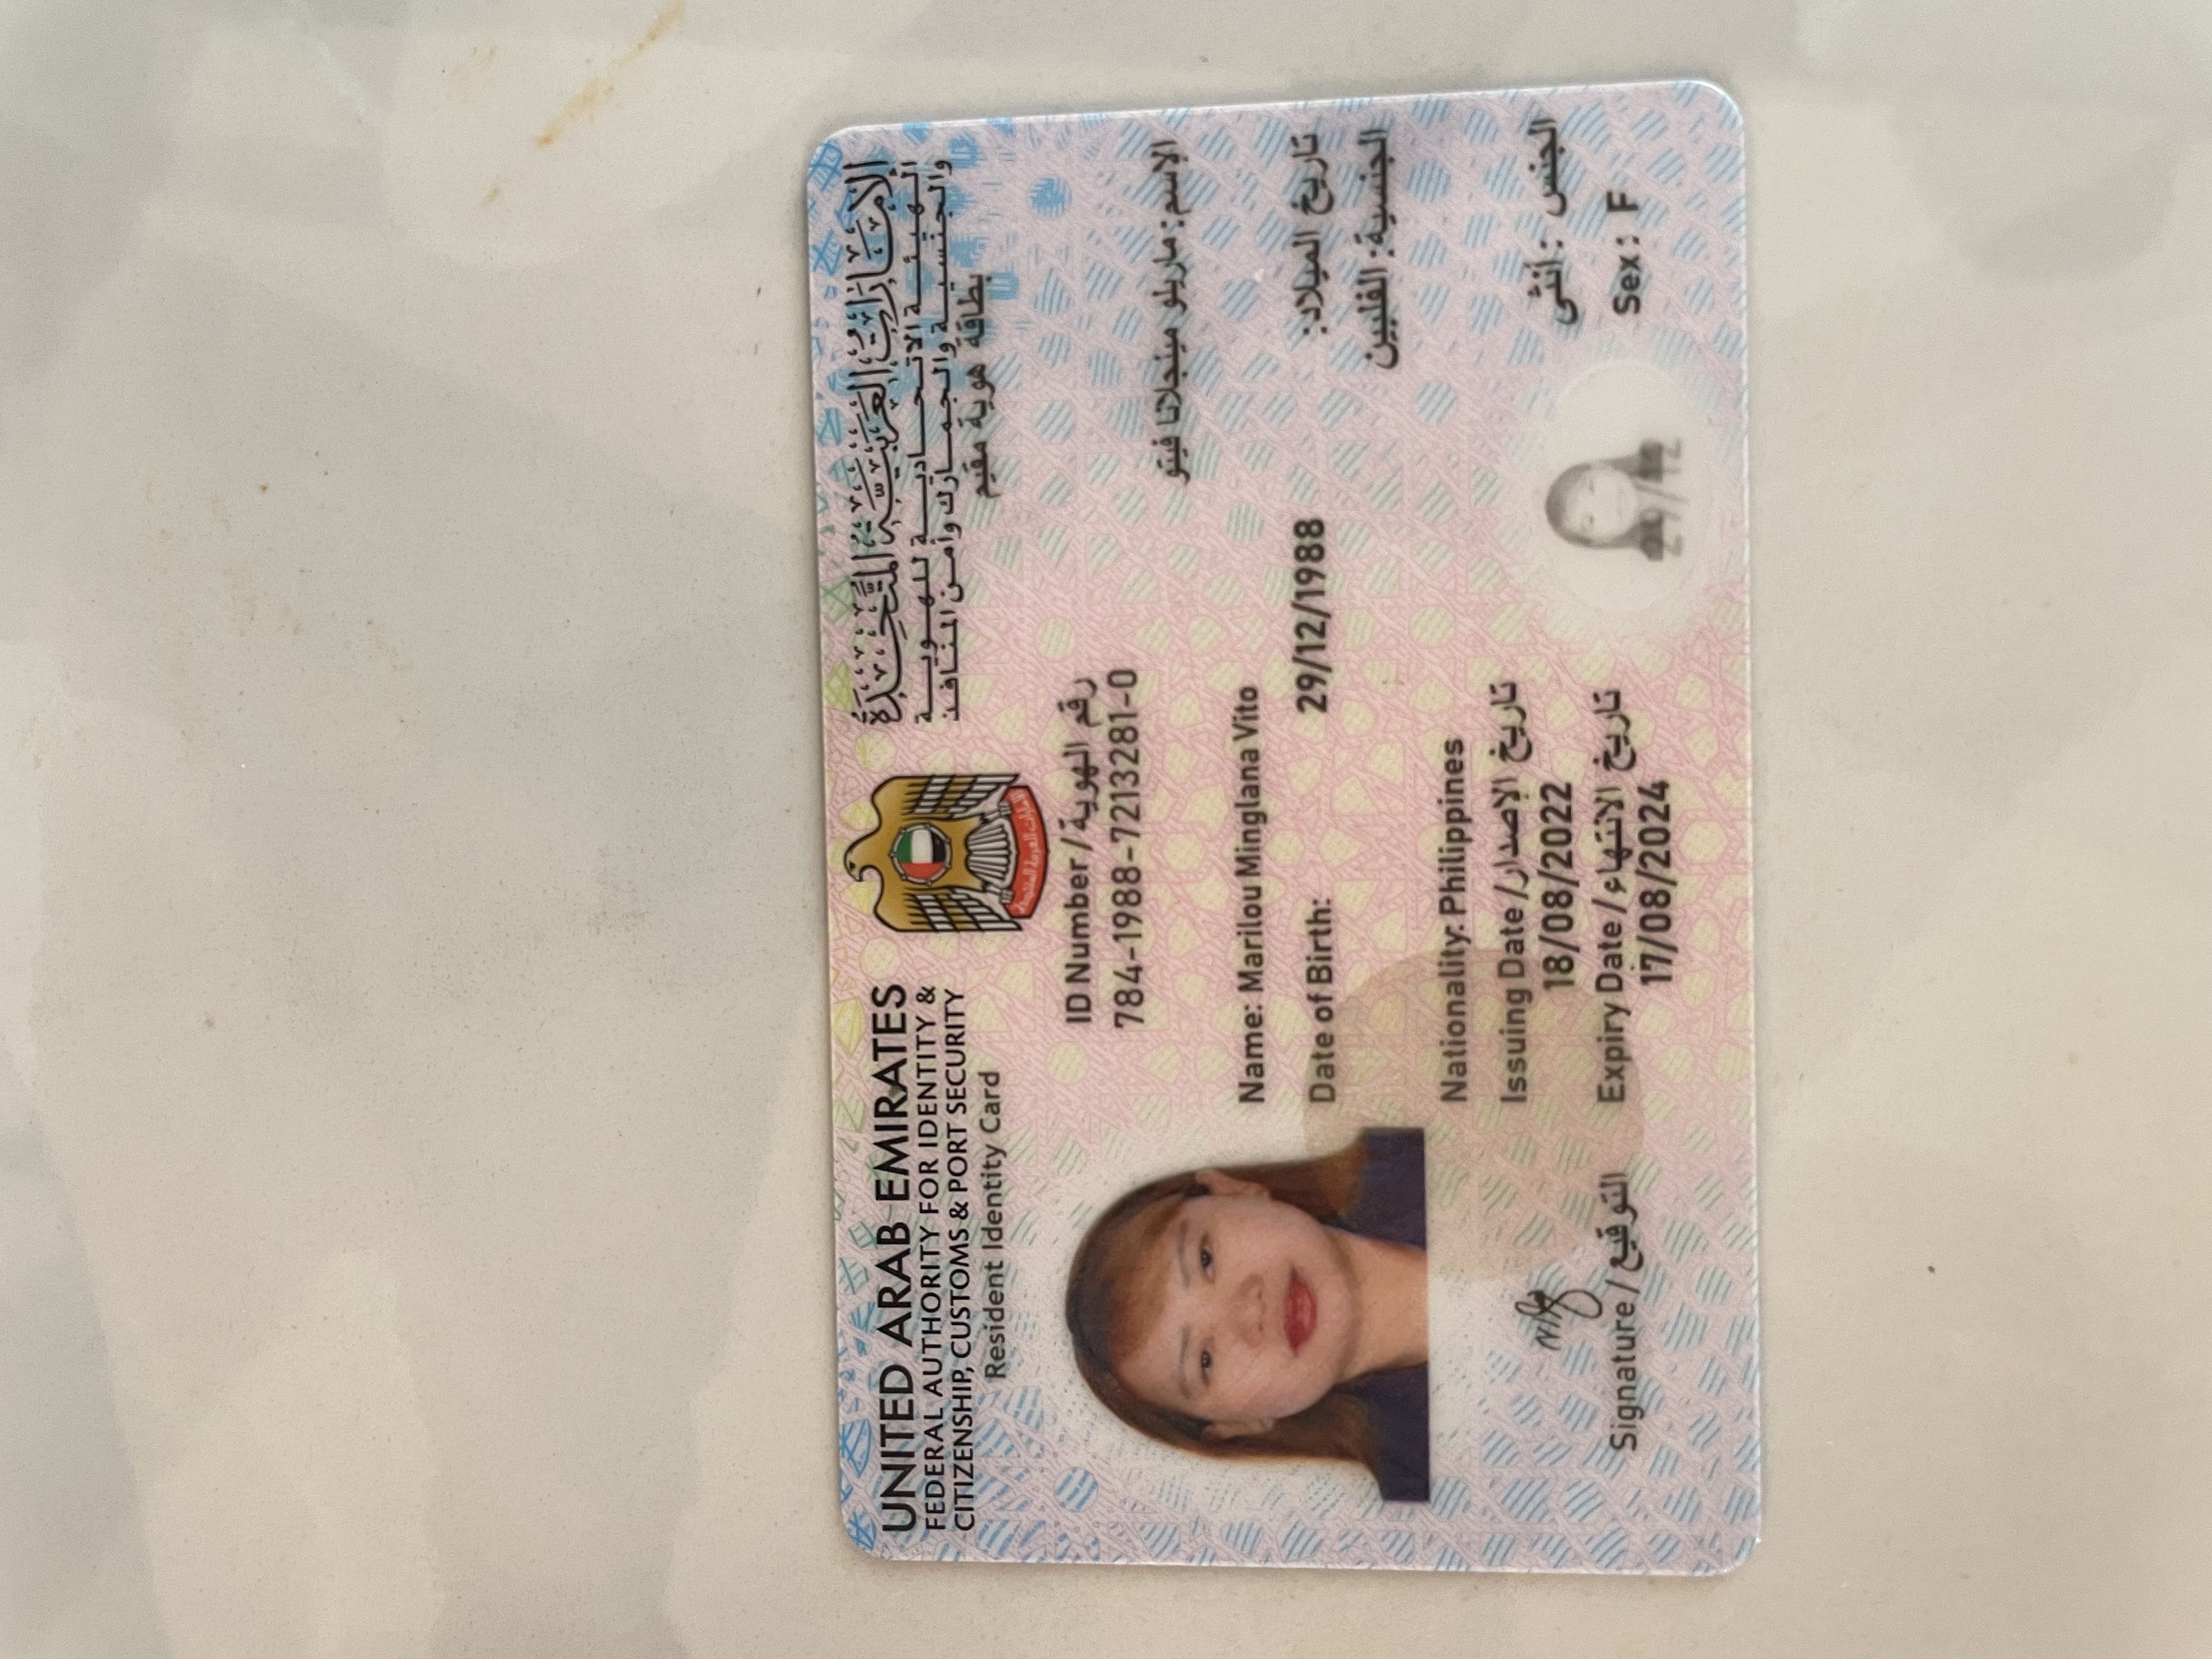 UNITED ARAB EMIRATES
FEDERAL AUTHORITY FOR IDENTITY &
CITIZENSHIP, CUSTOMS & PORT SECURITY
Resident Identity Card
الإمارات العربية المتحدة
الهيئة الاتحادية للهوية
والجنسية والجمارك وأمن المنافذ
بطاقة هوية مقيم
الإمارات العربية المتحدة
ID Number / رقم الهوية
784-1988-7213281-0
الإسم: ماريلو مينجلانا فيتو
Name: Marilou Minglana Vito
Date of Birth: 29/12/1988 تاريخ الميلاد:
الجنسية: الفلبين
Nationality: Philippines
Issuing Date / تاريخ الإصدار
18/08/2022
Expiry Date / تاريخ الانتهاء
17/08/2024
الجنس : أنثى
Sex: F
29/12
Signature / التوقيع